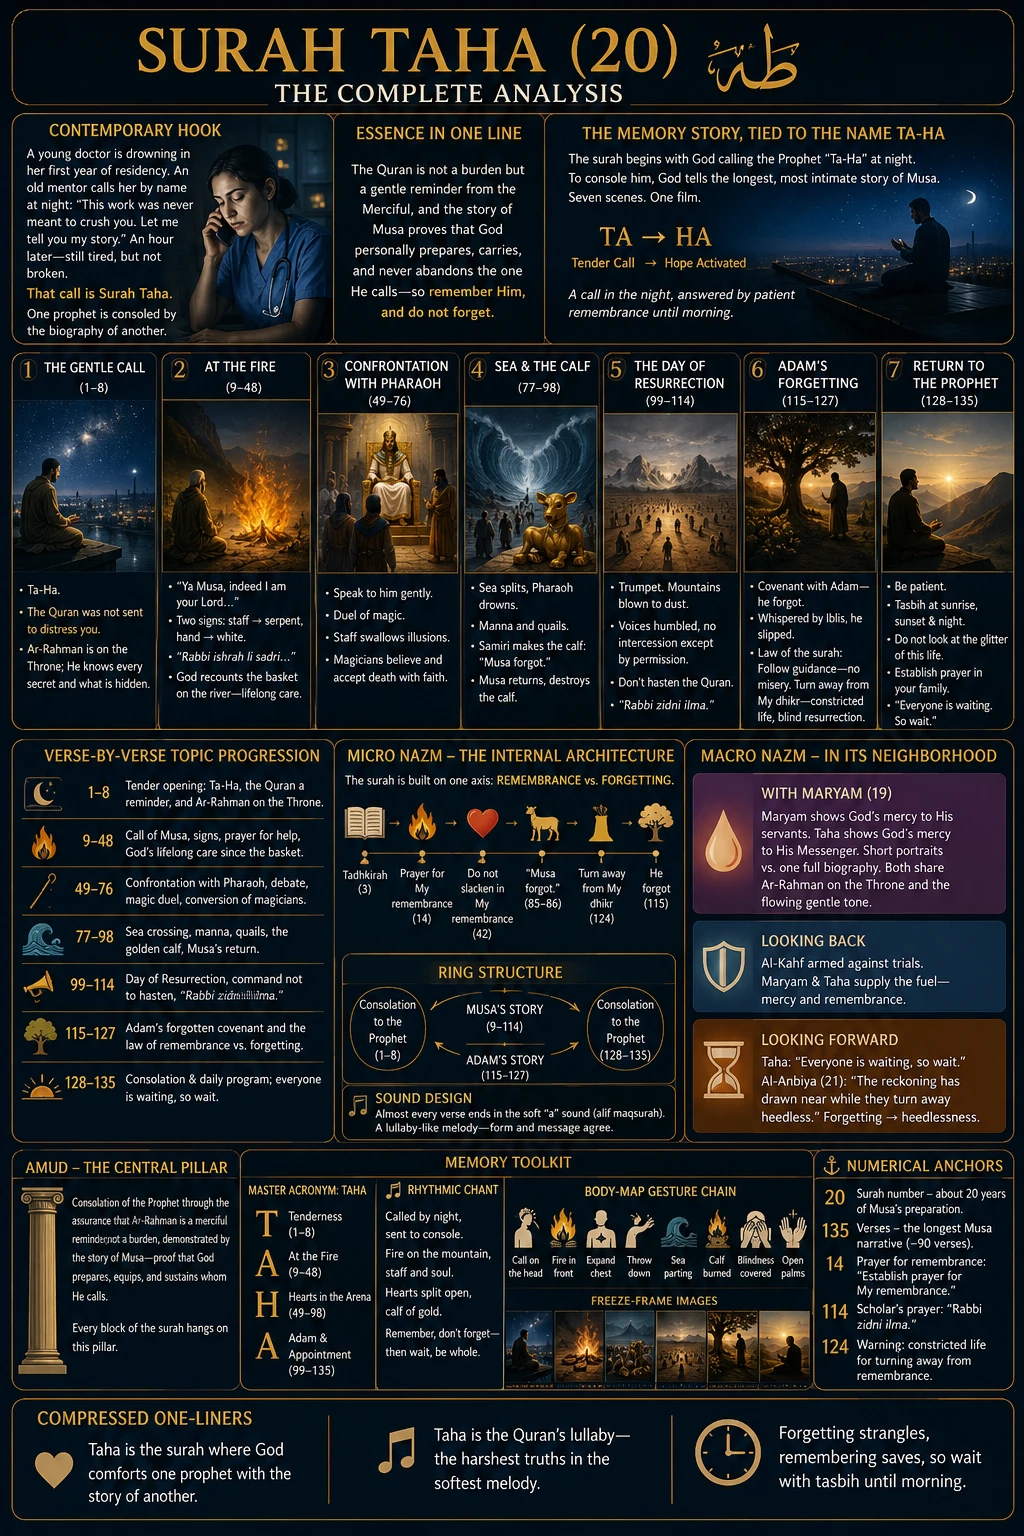 SURAH TAHA (20) طه
THE COMPLETE ANALYSIS
CONTEMPORARY HOOK
A young doctor is drowning in
her first year of residency. An
old mentor calls her by name
at night: “This work was never
meant to crush you. Let me
tell you my story.” An hour
later—still tired, but not
broken.
That call is Surah Taha.
One prophet is consoled by
the biography of another.
ESSENCE IN ONE LINE
The Quran is not a burden but
a gentle reminder from the
Merciful, and the story of
Musa proves that God
personally prepares, carries,
and never abandons the one
He calls—so remember Him,
and do not forget.
THE MEMORY STORY, TIED TO THE NAME TA-HA
The surah begins with God calling the Prophet “Ta-Ha” at night.
To console him, God tells the longest, most intimate story of Musa.
Seven scenes. One film.
TA → HA
Tender Call → Hope Activated
A call in the night, answered by patient
remembrance until morning.
1 THE GENTLE CALL
(1–8)
• Ta-Ha.
• The Quran was not sent
to distress you.
• Ar-Rahman is on the
Throne; He knows every
secret and what is hidden.
2 AT THE FIRE
(9–48)
• “Ya Musa, indeed I am
your Lord...”
• Two signs: staff → serpent,
hand → white.
• “Rabbi ishrah li sadri...”
• God recounts the basket
on the river—lifelong care.
3 CONFRONTATION
WITH PHARAOH
(49–76)
• Speak to him gently.
• Duel of magic.
• Staff swallows illusions.
• Magicians believe and
accept death with faith.
4 SEA & THE CALF
(77–98)
• Sea splits, Pharaoh
drowns.
• Manna and quails.
• Samiri makes the calf:
“Musa forgot.”
• Musa returns, destroys
the calf.
5 THE DAY OF
RESURRECTION
(99–114)
• Trumpet. Mountains
blown to dust.
• Voices humbled, no
intercession except
by permission.
• Don't hasten the Quran.
• “Rabbi zidni ilma.”
6 ADAM'S
FORGETTING
(115–127)
• Covenant with Adam—
he forgot.
• Whispered by Iblis, he
slipped.
• Law of the surah:
Follow guidance—no
misery. Turn away from
My dhikr—constricted
life, blind resurrection.
7 RETURN TO
THE PROPHET
(128–135)
• Be patient.
• Tasbih at sunrise,
sunset & night.
• Do not look at the glitter
of this life.
• Establish prayer in
your family.
• “Everyone is waiting.
So wait.”
VERSE-BY-VERSE TOPIC PROGRESSION
1–8 Tender opening: Ta-Ha, the Quran a
reminder, and Ar-Rahman on the Throne.
9–48 Call of Musa, signs, prayer for help,
God's lifelong care since the basket.
49–76 Confrontation with Pharaoh, debate,
magic duel, conversion of magicians.
77–98 Sea crossing, manna, quails, the
golden calf, Musa's return.
99–114 Day of Resurrection, command not
to hasten, “Rabbi
115–127 Adam's forgotten covenant and the
law of remembrance vs. forgetting.
128–135 Consolation & daily program; everyone
is waiting, so wait.
MICRO NAZM – THE INTERNAL ARCHITECTURE
The surah is built on one axis: REMEMBRANCE vs. FORGETTING.
→ → → → →
Tadhkirah
(3)
Prayer for
My
remembrance
(14)
Do not
slacken in
My
remembrance
(42)
“Musa
forgot.”
(85–86)
Turn away
from My
dhikr
(124)
He
forgot
(115)
RING STRUCTURE
Consolation
to the
Prophet
(1–8)
MUSA'S STORY
(9–114)
ADAM'S STORY
(115–127)
Consolation
to the
Prophet
(128–135)
SOUND DESIGN
Almost every verse ends in the soft “a” sound (alif maqsurah).
A lullaby-like melody—form and message agree.
MACRO NAZM – IN ITS NEIGHBORHOOD
WITH MARYAM (19)
Maryam shows God's mercy to His
servants. Taha shows God's mercy
to His Messenger. Short portraits
vs. one full biography. Both share
Ar-Rahman on the Throne and the
flowing gentle tone.
LOOKING BACK
Al-Kahf armed against trials.
Maryam & Taha supply the fuel—
mercy and remembrance.
LOOKING FORWARD
Taha: “Everyone is waiting, so wait.”
Al-Anbiya (21): “The reckoning has
drawn near while they turn away
heedless.” Forgetting → heedlessness.
AMUD – THE CENTRAL PILLAR
Consolation of the Prophet through the
assurance that Ar-Rahman is a merciful
reminder,not a burden, demonstrated by
the story of Musa—proof that God
prepares, equips, and sustains whom
He calls.
Every block of the surah hangs on
this pillar.
MEMORY TOOLKIT
MASTER ACRONYM: TAHA
T Tenderness
(1–8)
A At the Fire
(9–48)
H Hearts in the Arena
(49–98)
A Adam &
Appointment
(99–135)
RHYTHMIC CHANT
Called by night,
sent to console.
Fire on the mountain,
staff and soul.
Hearts split open,
calf of gold.
Remember, don't forget—
then wait, be whole.
BODY-MAP GESTURE CHAIN
Call on
the head
Fire in
front
Expand
chest
Throw
down
Sea
parting
Calf
burned
Blindness
covered
Open
palms
FREEZE-FRAME IMAGES
NUMERICAL ANCHORS
20 Surah number – about 20 years
of Musa's preparation.
135 Verses – the longest Musa
narrative (~90 verses).
14 Prayer for remembrance:
“Establish prayer for
My remembrance.”
114 Scholar's prayer: “Rabbi
zidni ilma.”
124 Warning: constricted life
for turning away from
remembrance.
COMPRESSED ONE-LINERS
Taha is the surah where God
comforts one prophet with the
story of another.
Taha is the Quran's lullaby—
the harshest truths in the
softest melody.
Forgetting strangles,
remembering saves, so wait
with tasbih until morning.